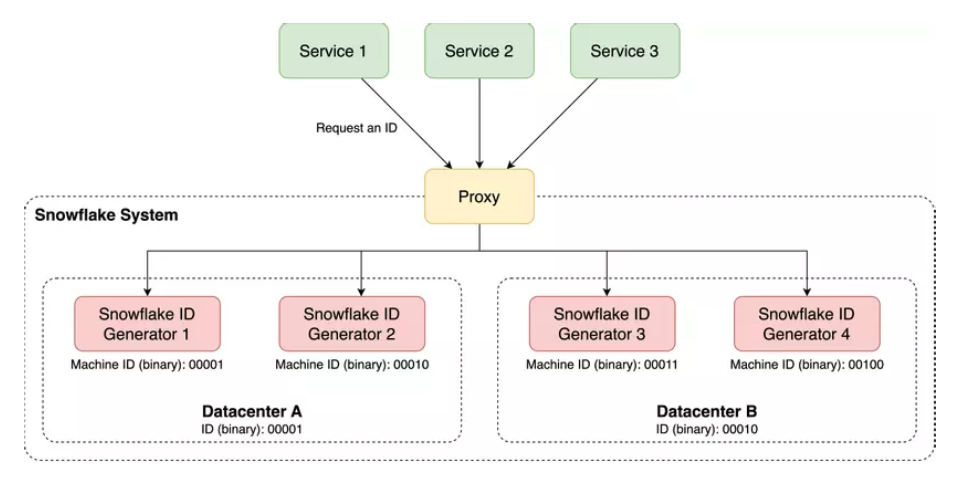 Service 1
Service 2
Service 3
Request an ID
Proxy
Snowflake System
Snowflake ID
Generator 1
Snowflake ID
Generator 2
Snowflake ID
Generator 3
Snowflake ID
Generator 4
Machine ID (binary): 00001
Machine ID (binary): 00010
Machine ID (binary): 00011
Machine ID (binary): 00100
Datacenter A
ID (binary): 00001
Datacenter B
ID (binary): 00010